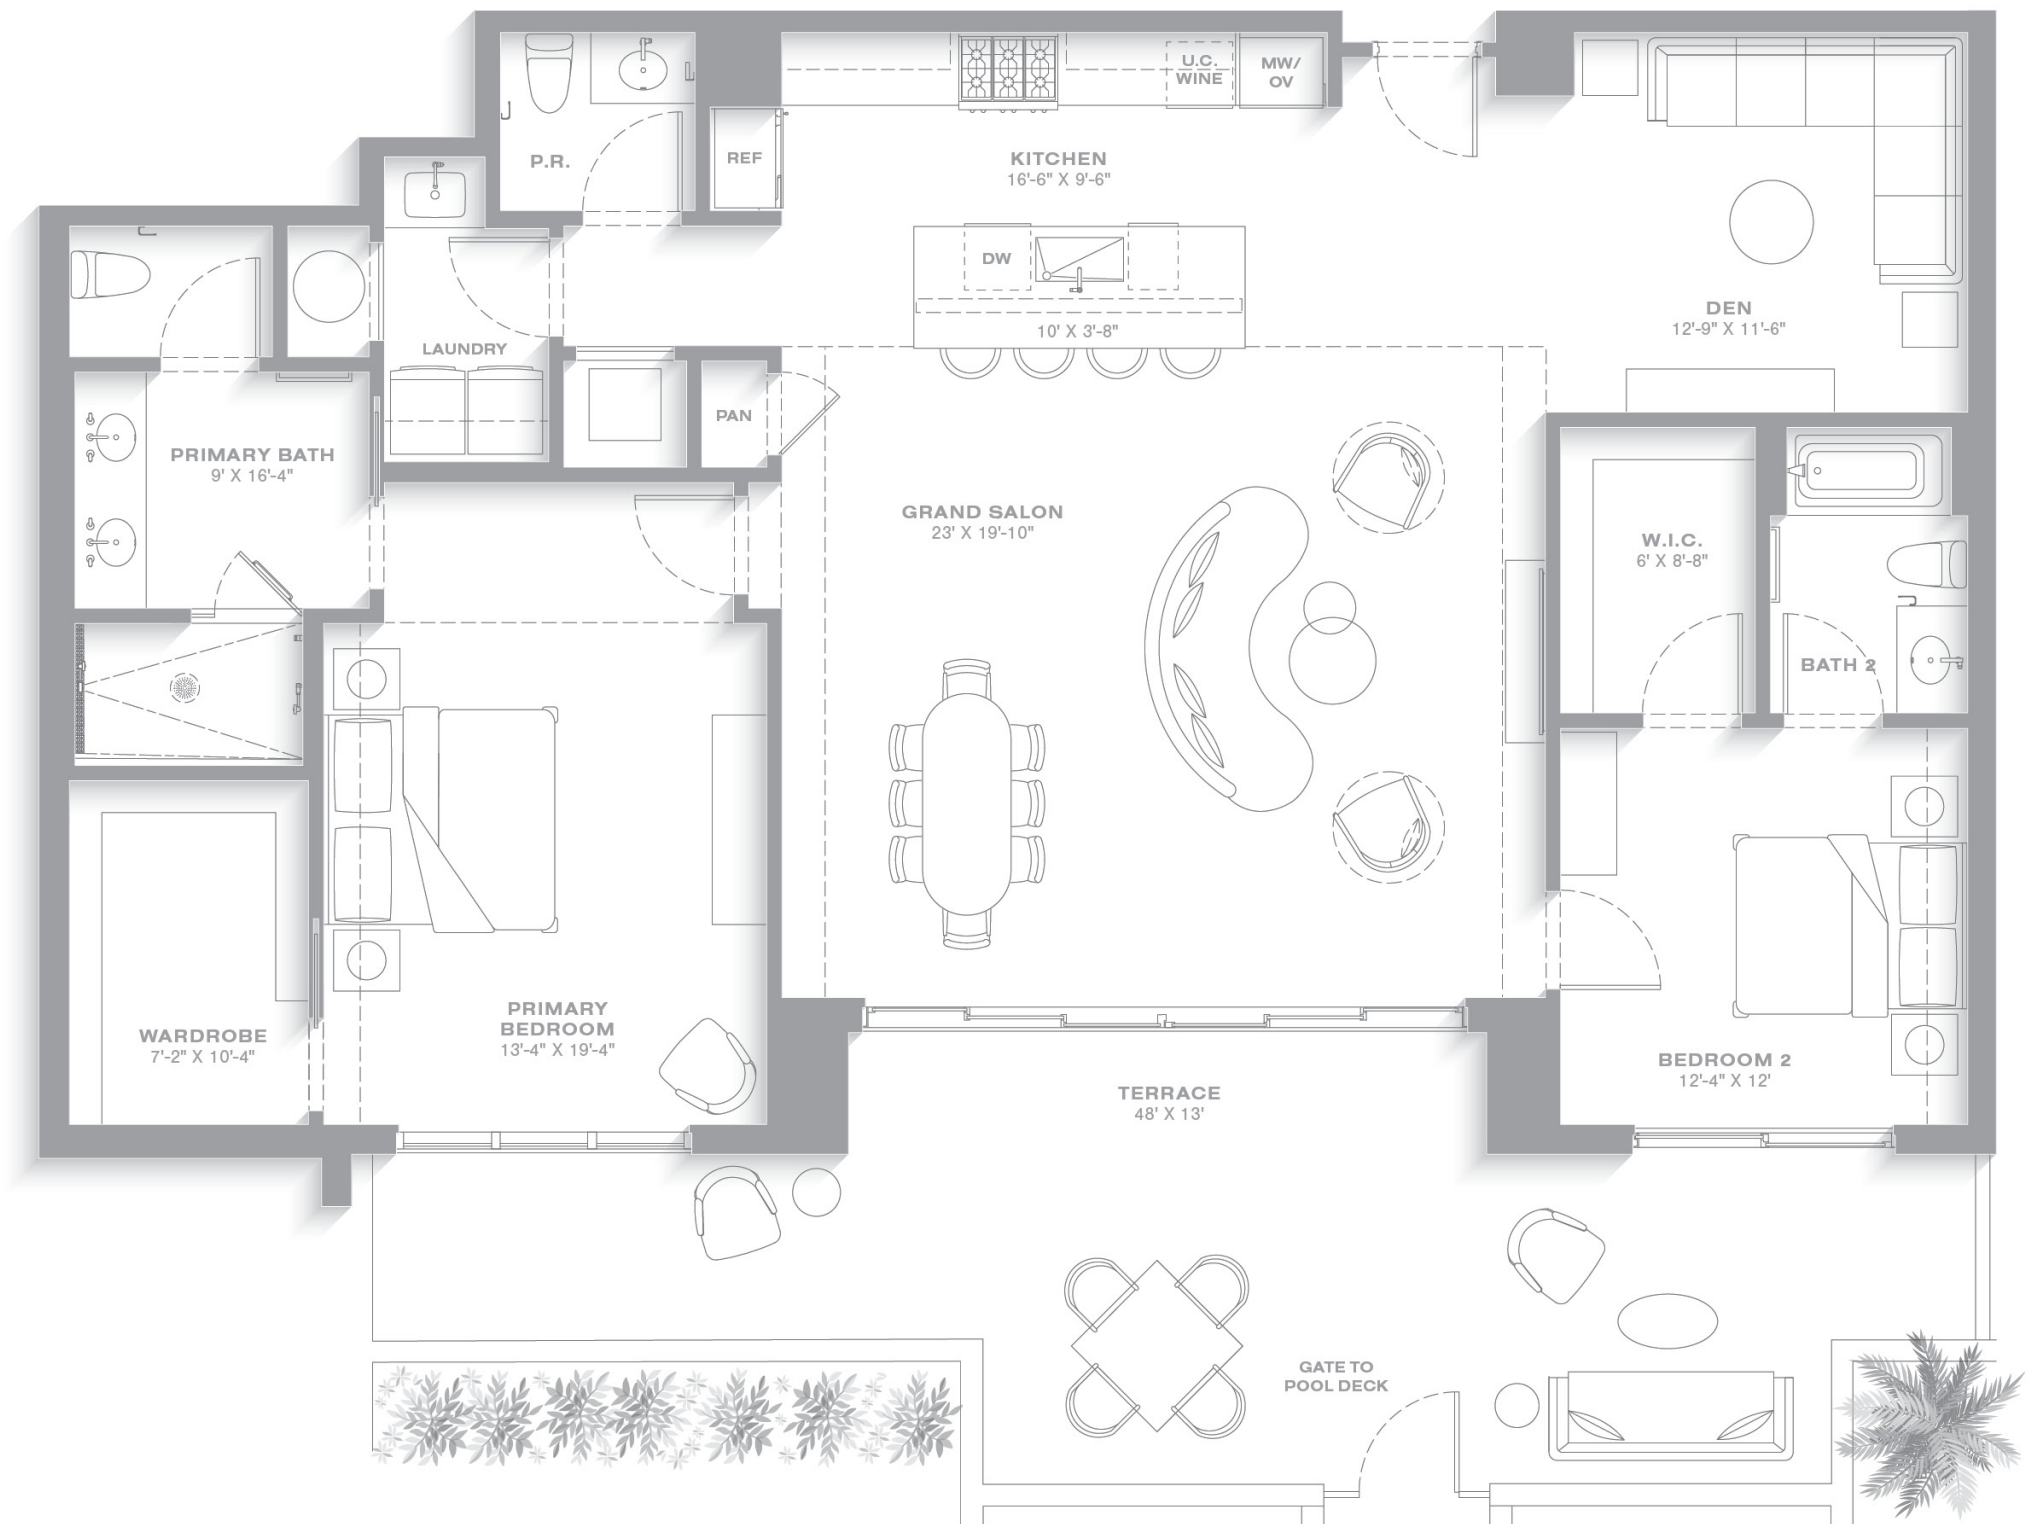 U.C.
WINE
MW/
OV
P.R.
REF
KITCHEN
16'-6" X 9'-6"
DW
10' X 3'-8"
DEN
12'-9" X 11'-6"
LAUNDRY
PAN
PRIMARY BATH
9' X 16'-4"
GRAND SALON
23' X 19'-10"
W.I.C.
6' X 8'-8"
BATH 2
WARDROBE
7'-2" X 10'-4"
PRIMARY
BEDROOM
13'-4" X 19'-4"
BEDROOM 2
12'-4" X 12'
TERRACE
48' X 13'
GATE TO
POOL DECK